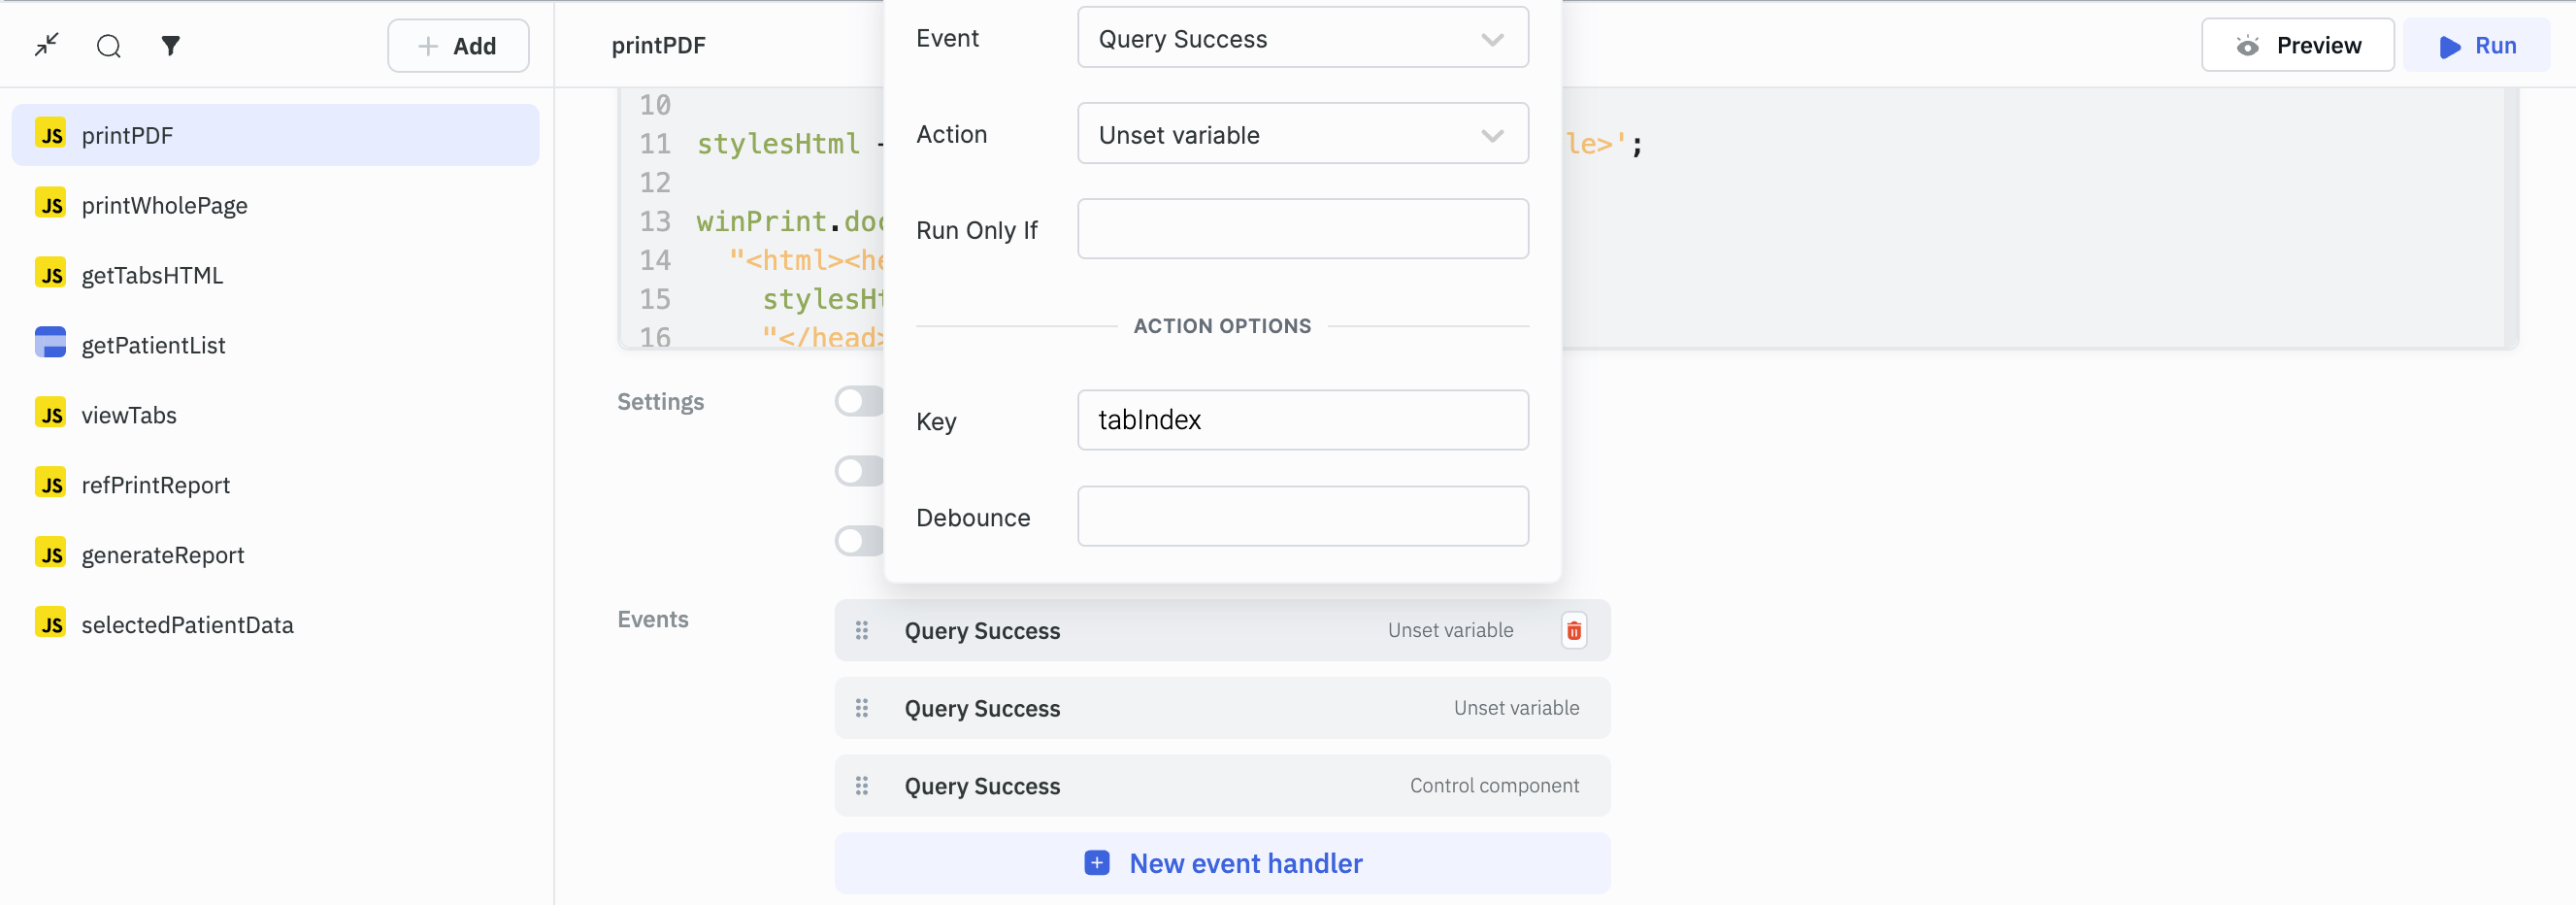 Add
JS printPDF
JS printWholePage
JS getTabsHTML
getPatientList
JS viewTabs
JS refPrintReport
JS generateReport
JS selectedPatientData
printPDF
Preview
Run
10
11 stylesHtml le>';
12
13 winPrint.doc
14 "<html><he
15 stylesHt
16 "</head>
Event Query Success
Action Unset variable
Run Only If
ACTION OPTIONS
Key tabIndex
Debounce
Settings
Events
Query Success Unset variable
Query Success Unset variable
Query Success Control component
New event handler